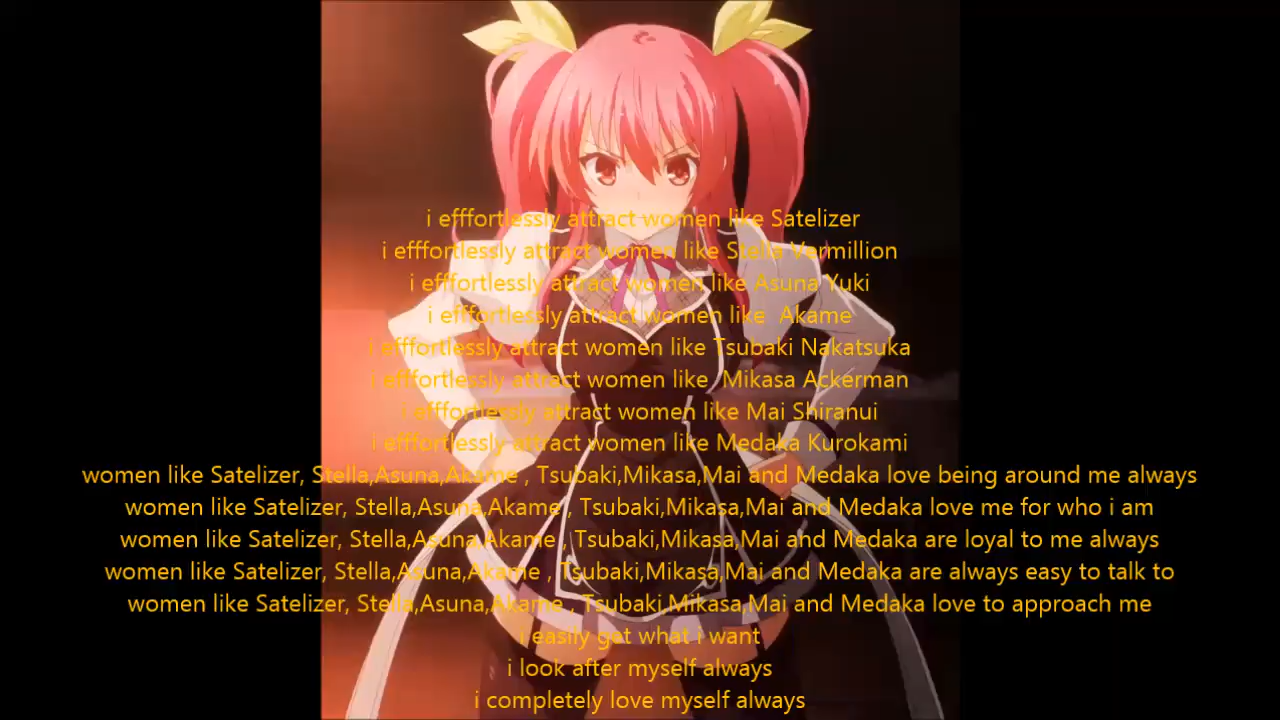 i efffortlessly attract women like Satelizer
i efffortlessly attract women like Stella Vermillion
i efffortlessly attract women like Asuna Yuki
i efffortlessly attract women like  Akame
i efffortlessly attract women like Tsubaki Nakatsuka
i efffortlessly attract women like  Mikasa Ackerman
i efffortlessly attract women like Mai Shiranui
i efffortlessly attract women like Medaka Kurokami
women like Satelizer, Stella,Asuna,Akame , Tsubaki,Mikasa,Mai and Medaka love being around me always
women like Satelizer, Stella,Asuna,Akame , Tsubaki,Mikasa,Mai and Medaka love me for who i am
women like Satelizer, Stella,Asuna,Akame , Tsubaki,Mikasa,Mai and Medaka are loyal to me always
women like Satelizer, Stella,Asuna,Akame , Tsubaki,Mikasa,Mai and Medaka are always easy to talk to
women like Satelizer, Stella,Asuna,Akame , Tsubaki,Mikasa,Mai and Medaka love to approach me
i easily get what i want
i look after myself always
i completely love myself always